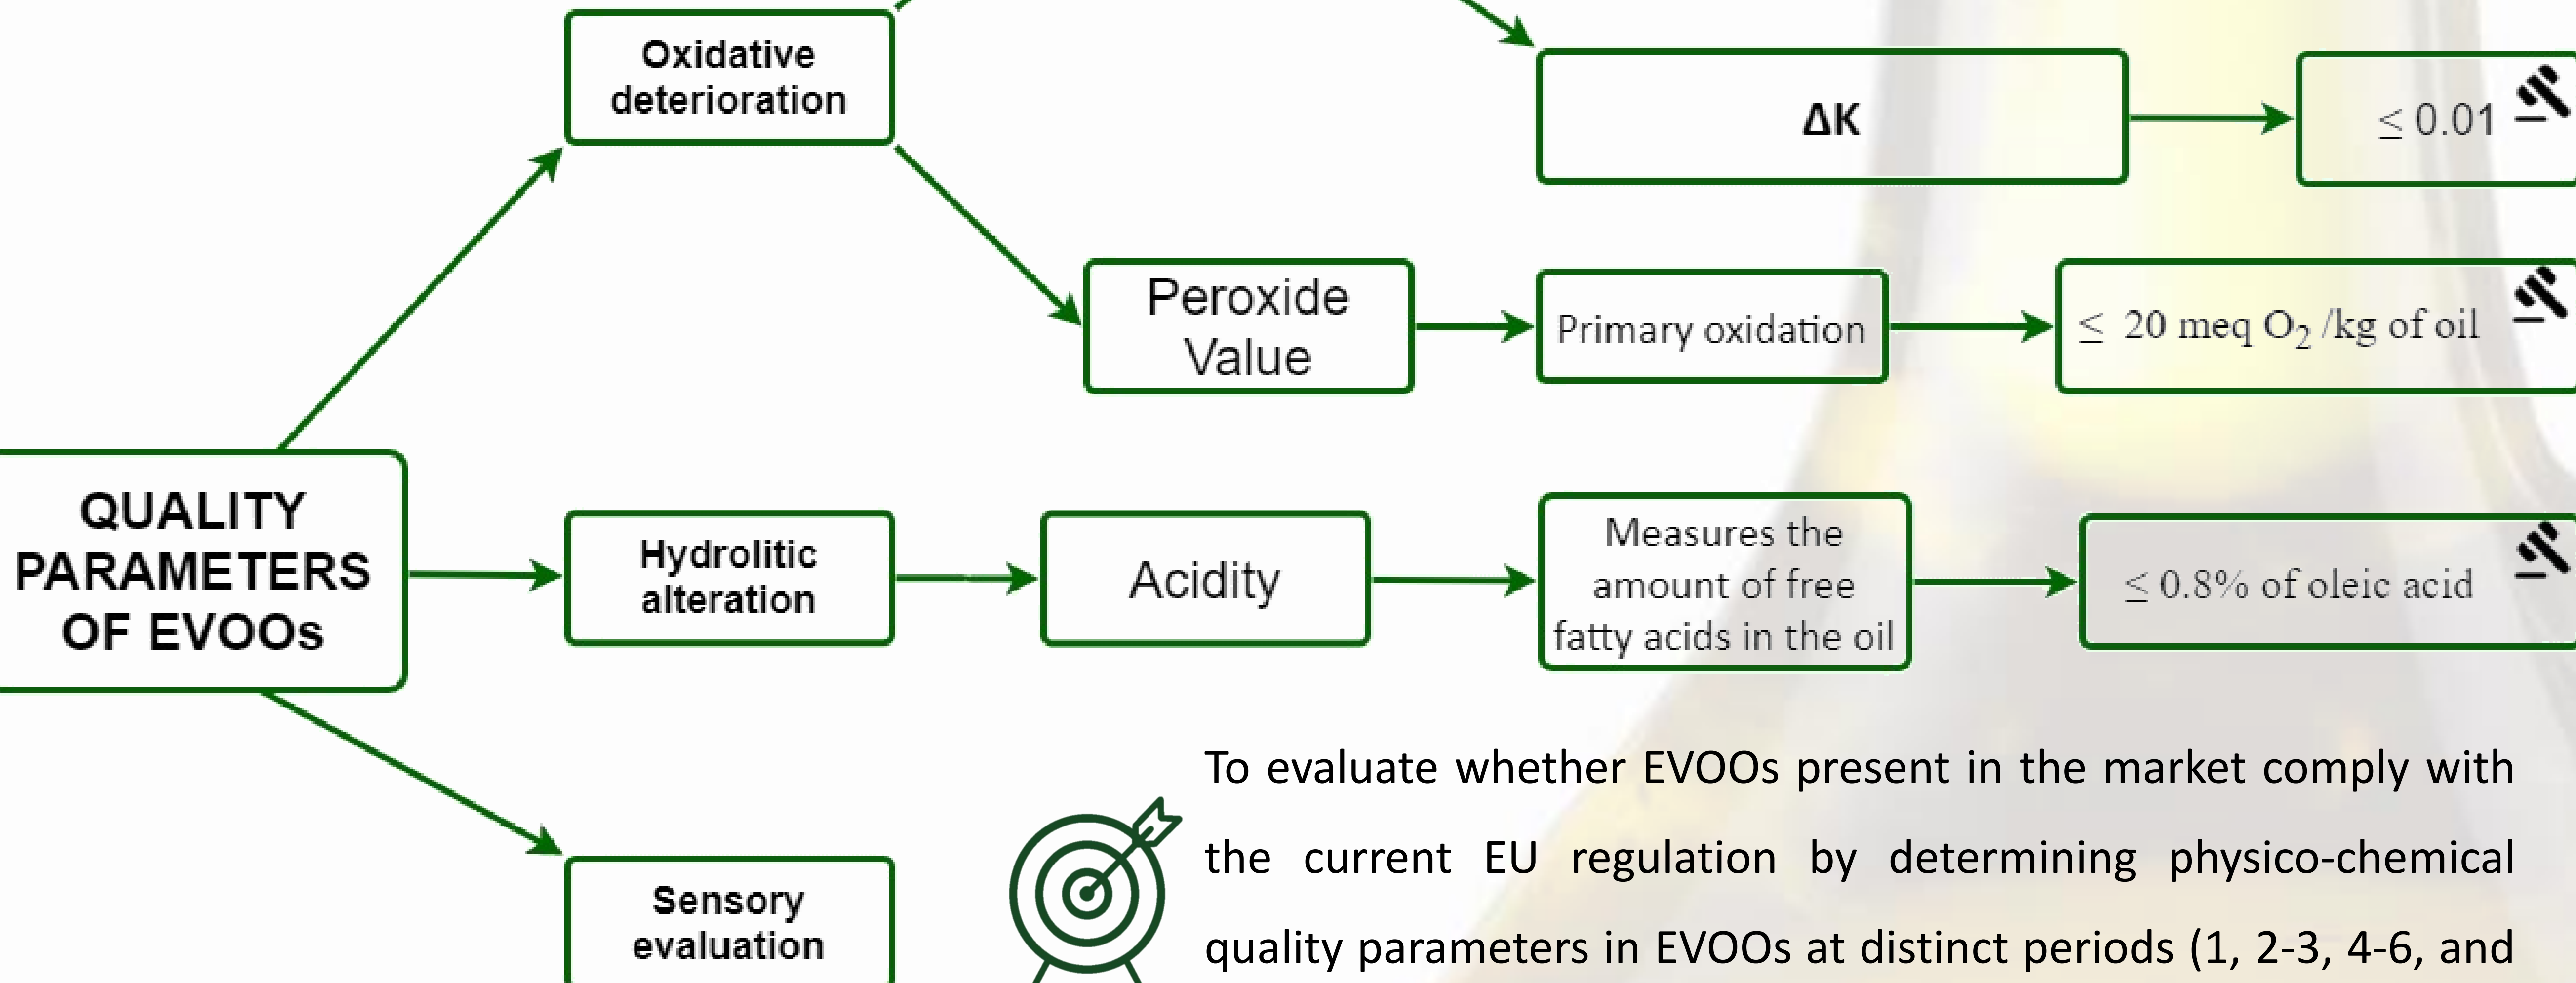 Oxidative
deterioration
ΔK
≤ 0.01
Peroxide
Value
Primary oxidation
≤ 20 meq O₂ /kg of oil
QUALITY
PARAMETERS
OF EVOOs
Hydrolitic
alteration
Acidity
Measures the
amount of free
fatty acids in the oil
≤ 0.8% of oleic acid
Sensory
evaluation
To evaluate whether EVOOs present in the market comply with
the current EU regulation by determining physico-chemical
quality parameters in EVOOs at distinct periods (1, 2-3, 4-6, and